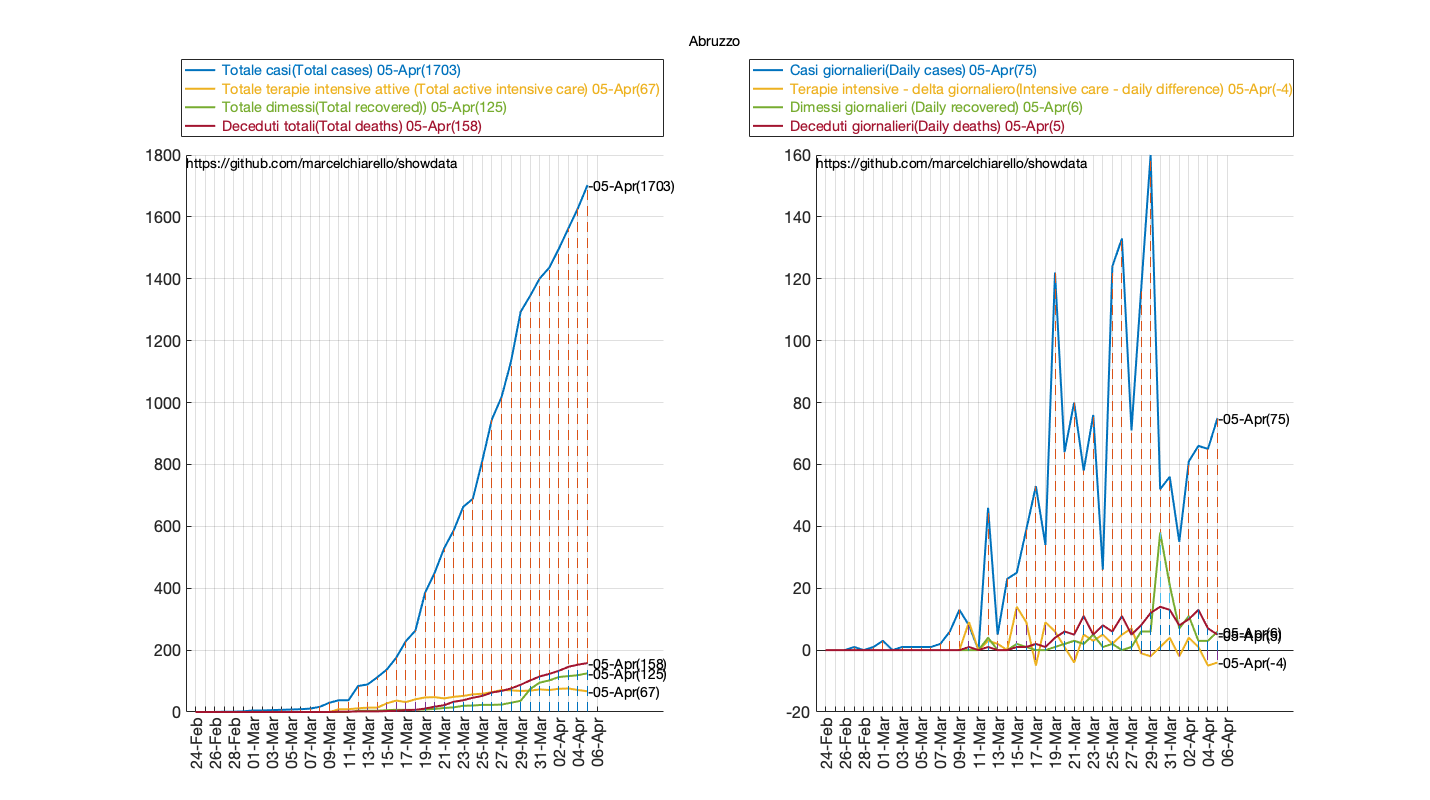 Abruzzo
Totale casi(Total cases) 05-Apr(1703)
Totale terapie intensive attive (Total active intensive care) 05-Apr(67)
Totale dimessi(Total recovered)) 05-Apr(125)
Deceduti totali(Total deaths) 05-Apr(158)
https://github.com/marcelchiarello/showdata
1800
1600
1400
1200
1000
800
600
400
200
0
-05-Apr(1703)
-05-Apr(158)
-05-Apr(125)
-05-Apr(67)
24-Feb
26-Feb
28-Feb
01-Mar
03-Mar
05-Mar
07-Mar
09-Mar
11-Mar
13-Mar
15-Mar
17-Mar
19-Mar
21-Mar
23-Mar
25-Mar
27-Mar
29-Mar
31-Mar
02-Apr
04-Apr
06-Apr
Casi giornalieri(Daily cases) 05-Apr(75)
Terapie intensive - delta giornaliero(Intensive care - daily difference) 05-Apr(-4)
Dimessi giornalieri (Daily recovered) 05-Apr(6)
Deceduti giornalieri(Daily deaths) 05-Apr(5)
https://github.com/marcelchiarello/showdata
160
140
120
100
80
60
40
20
0
-20
-05-Apr(75)
-05-Apr(6)
-05-Apr(5)
-05-Apr(-4)
24-Feb
26-Feb
28-Feb
01-Mar
03-Mar
05-Mar
07-Mar
09-Mar
11-Mar
13-Mar
15-Mar
17-Mar
19-Mar
21-Mar
23-Mar
25-Mar
27-Mar
29-Mar
31-Mar
02-Apr
04-Apr
06-Apr